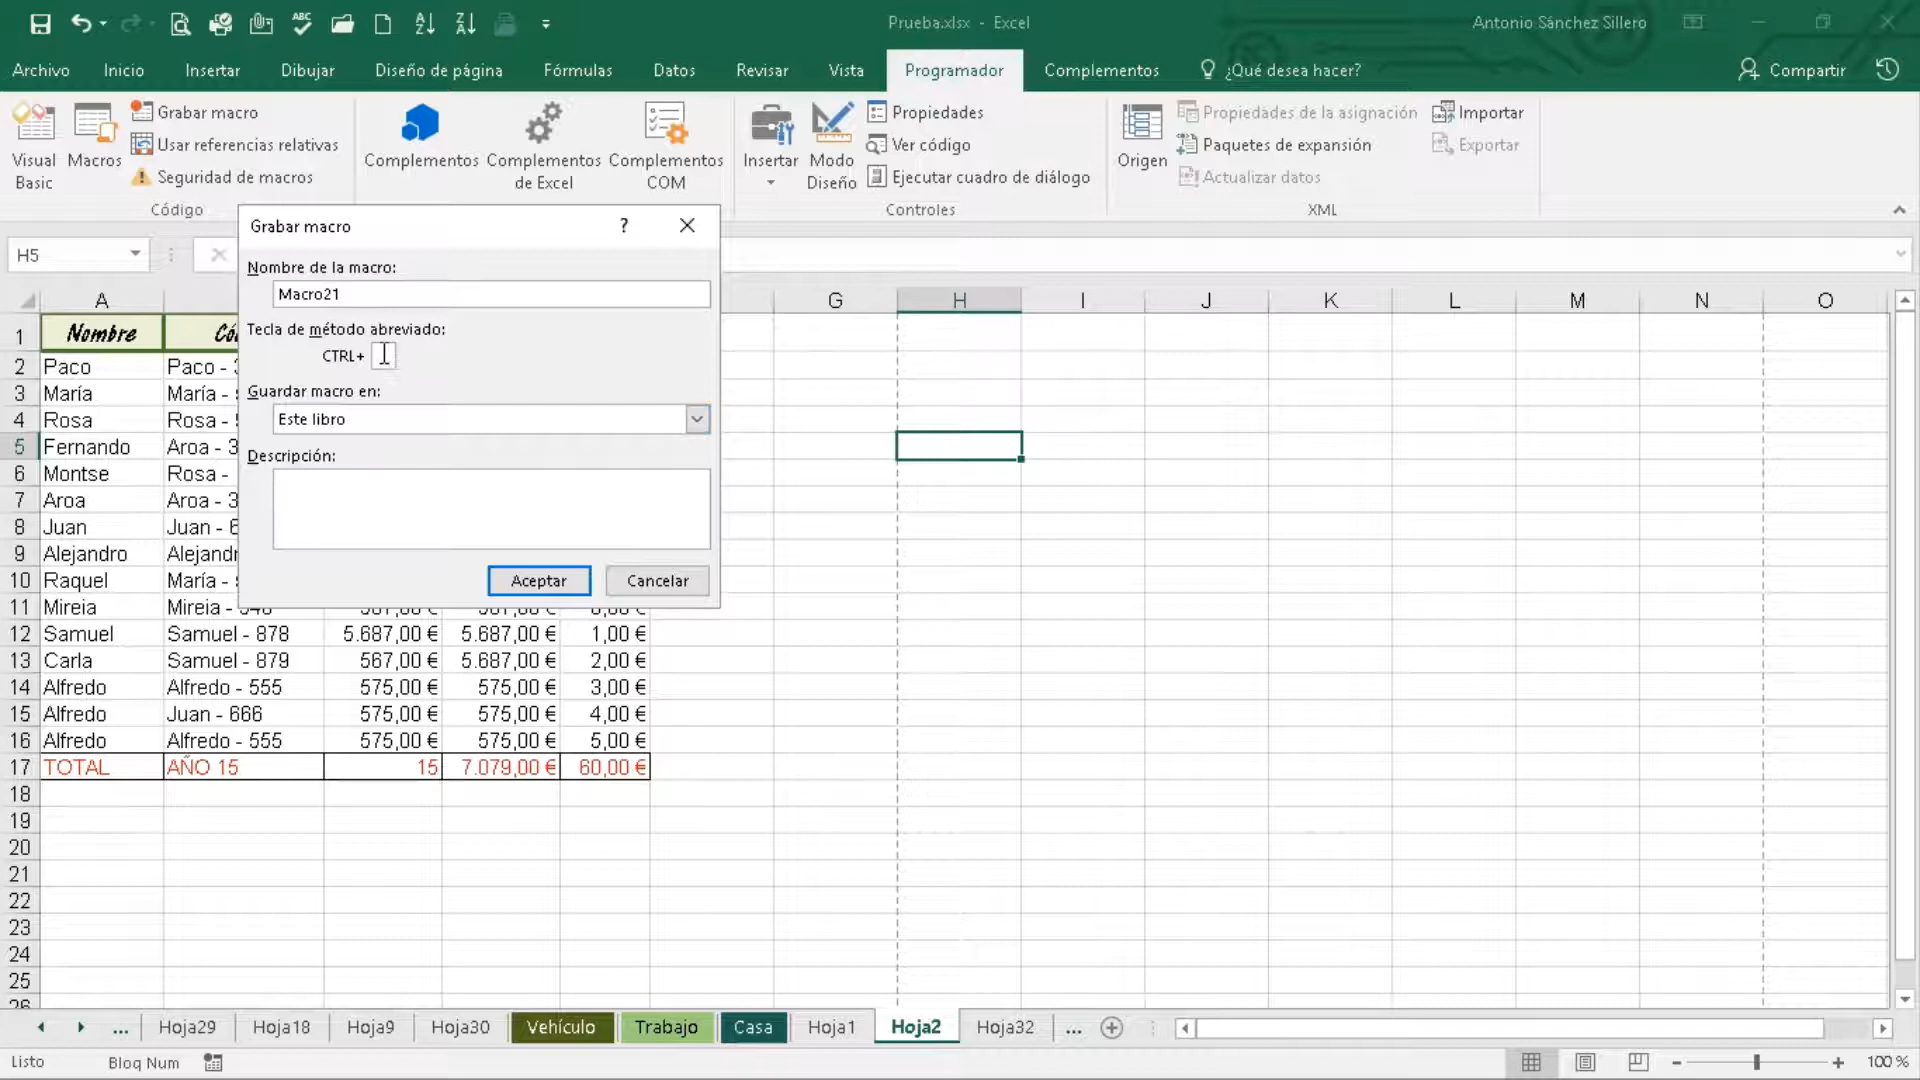 Prueba.xlsx - Excel
Antonio Sánchez Sillero
Archivo Inicio Insertar Dibujar Diseño de página Fórmulas Datos Revisar Vista Programador Complementos ¿Qué desea hacer? Compartir
Visual Basic
Macros
Grabar macro
Usar referencias relativas
Seguridad de macros
Código
Complementos
Complementos de Excel
Complementos COM
Insertar
Modo Diseño
Propiedades
Ver código
Ejecutar cuadro de diálogo
Controles
Origen
Propiedades de la asignación
Paquetes de expansión
Actualizar datos
Importar
Exportar
XML
H5
Grabar macro ?
Nombre de la macro:
Macro21
Tecla de método abreviado:
CTRL+
Guardar macro en:
Este libro
Descripción:
Aceptar Cancelar
A G H I J K L M N O
1 Nombre Có
2 Paco Paco - 3
3 María María -
4 Rosa Rosa -
5 Fernando Aroa - 3
6 Montse Rosa -
7 Aroa Aroa - 3
8 Juan Juan - 6
9 Alejandro Alejandr
10 Raquel María -
11 Mireia Mireia - 548
12 Samuel Samuel - 878 5.687,00 € 5.687,00 € 1,00 €
13 Carla Samuel - 879 567,00 € 5.687,00 € 2,00 €
14 Alfredo Alfredo - 555 575,00 € 575,00 € 3,00 €
15 Alfredo Juan - 666 575,00 € 575,00 € 4,00 €
16 Alfredo Alfredo - 555 575,00 € 575,00 € 5,00 €
17 TOTAL AÑO 15 15 7.079,00 € 60,00 €
18
19
20
21
22
23
24
25
26
... Hoja29 Hoja18 Hoja9 Hoja30 Vehículo Trabajo Casa Hoja1 Hoja2 Hoja32 ...
Listo Bloq Num 100 %